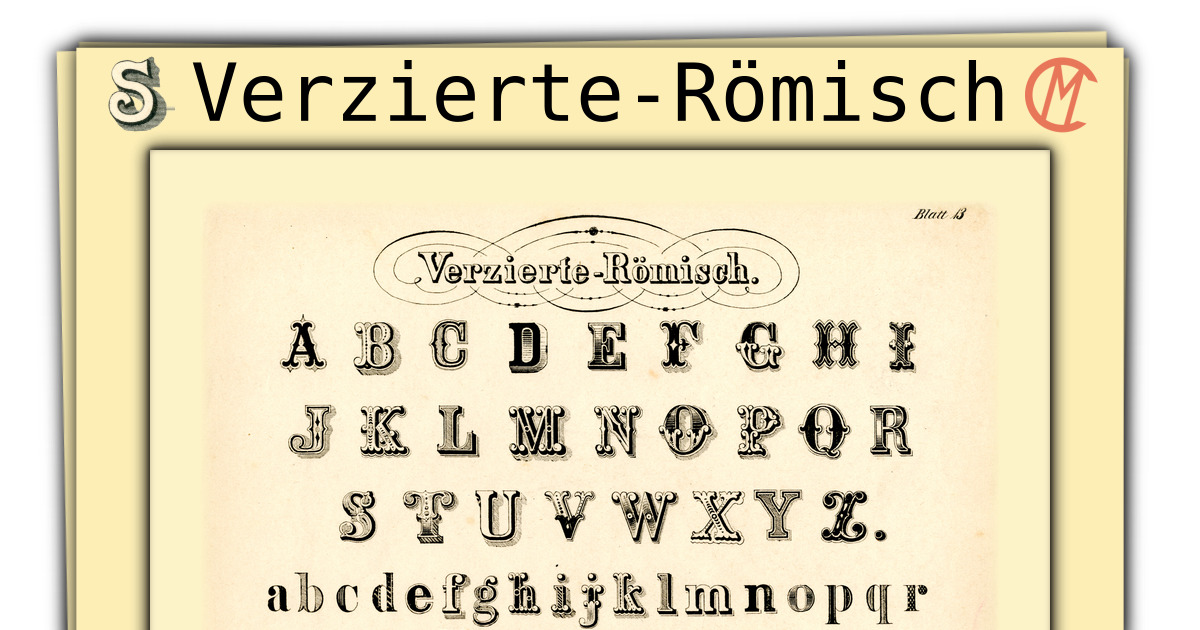 S Verzierte-Römisch CM
Blatt 13
Verzierte-Römisch.
A B C D E F G H I
J K L M N O P Q R
S T U V W X Y Z.
a b c d e f g h i j k l m n o p q r